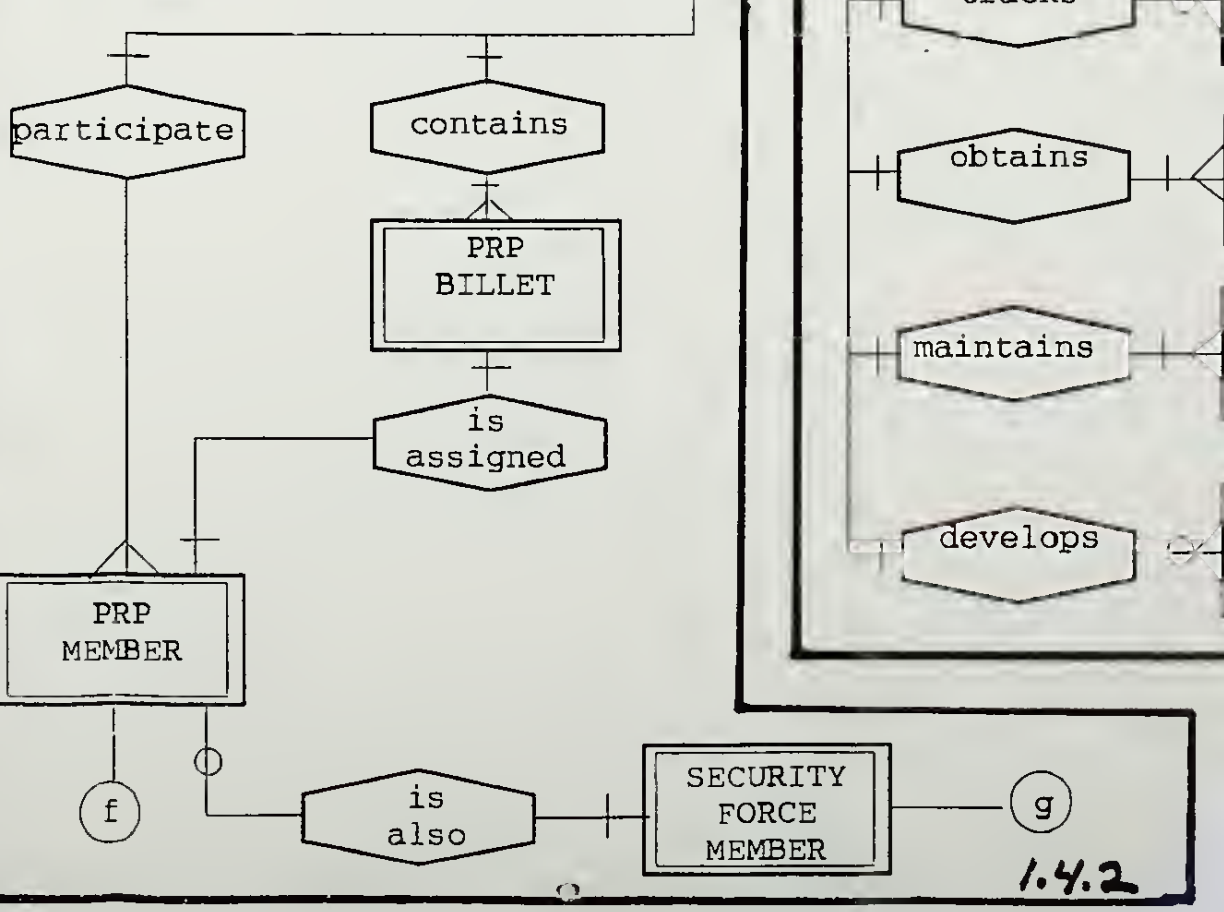 participate
contains
obtains
PRP
BILLET
maintains
is
assigned
develops
PRP
MEMBER
f
is
also
SECURITY
FORCE
MEMBER
g
1.4.2